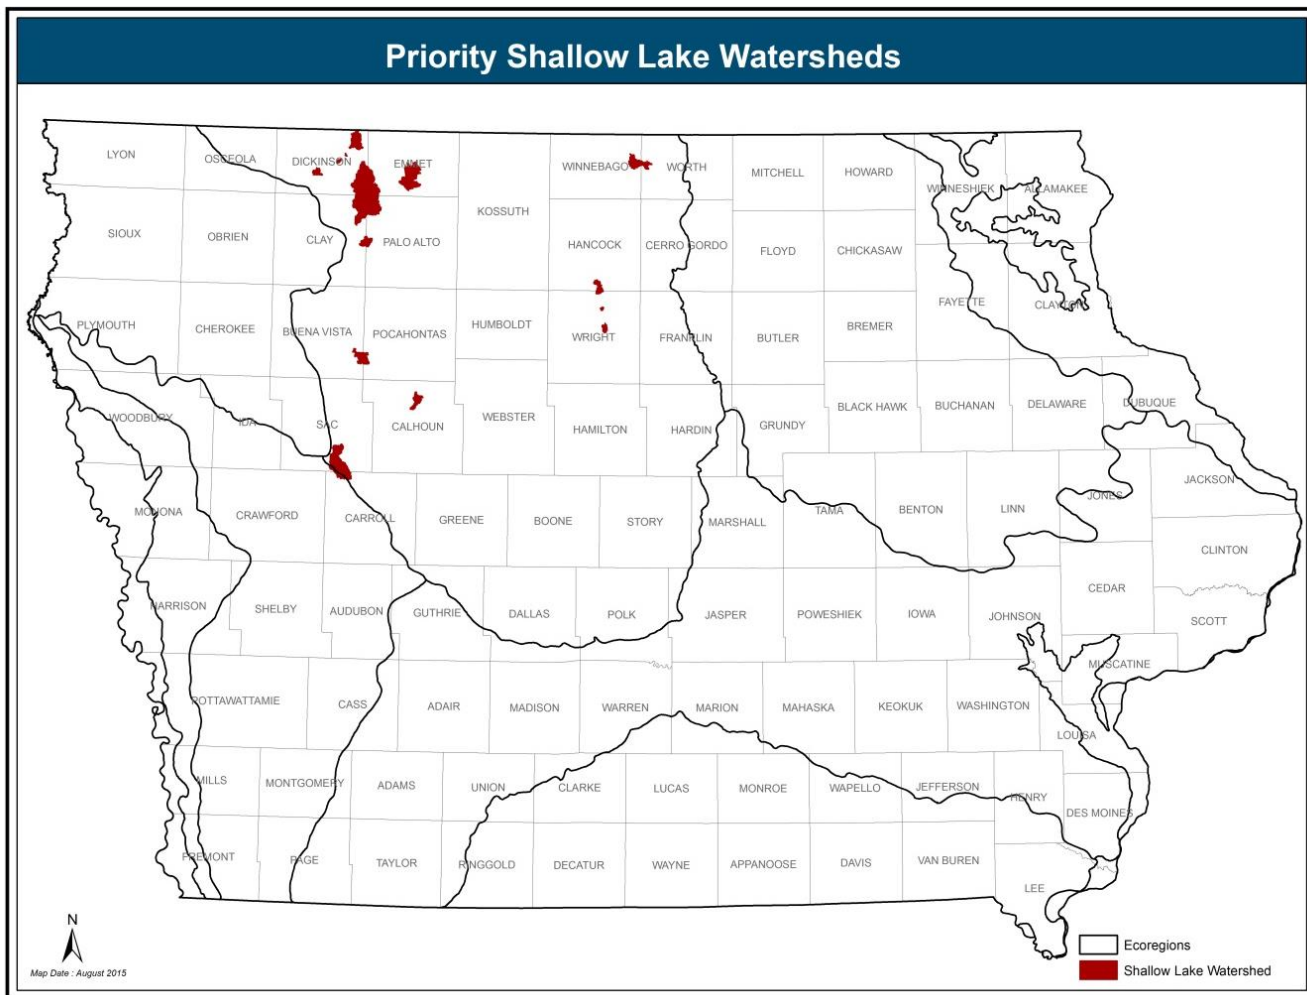 Priority Shallow Lake Watersheds
LYON
OSCEOLA
DICKINSON
EMMET
WINNEBAGO
WORTH
MITCHELL
HOWARD
WINNESHIEK
ALLAMAKEE
KOSSUTH
SIOUX
OBRIEN
CLAY
PALO ALTO
HANCOCK
CERRO GORDO
FLOYD
CHICKASAW
FAYETTE
CLAYTON
PLYMOUTH
CHEROKEE
BUENA VISTA
POCAHONTAS
HUMBOLDT
WRIGHT
FRANKLIN
BUTLER
BREMER
WOODBURY
IDA
SAC
CALHOUN
WEBSTER
HAMILTON
HARDIN
GRUNDY
BLACK HAWK
BUCHANAN
DELAWARE
DUBUQUE
MONONA
CRAWFORD
CARROLL
GREENE
BOONE
STORY
MARSHALL
TAMA
BENTON
LINN
JONES
JACKSON
CLINTON
HARRISON
SHELBY
AUDUBON
GUTHRIE
DALLAS
POLK
JASPER
POWESHIEK
IOWA
JOHNSON
CEDAR
SCOTT
MUSCATINE
POTTAWATTAMIE
CASS
ADAIR
MADISON
WARREN
MARION
MAHASKA
KEOKUK
WASHINGTON
LOUISA
MILLS
MONTGOMERY
ADAMS
UNION
CLARKE
LUCAS
MONROE
WAPELLO
JEFFERSON
HENRY
DES MOINES
FREMONT
PAGE
TAYLOR
RINGGOLD
DECATUR
WAYNE
APPANOOSE
DAVIS
VAN BUREN
LEE
N
Map Date : August 2015
Ecoregions
Shallow Lake Watershed